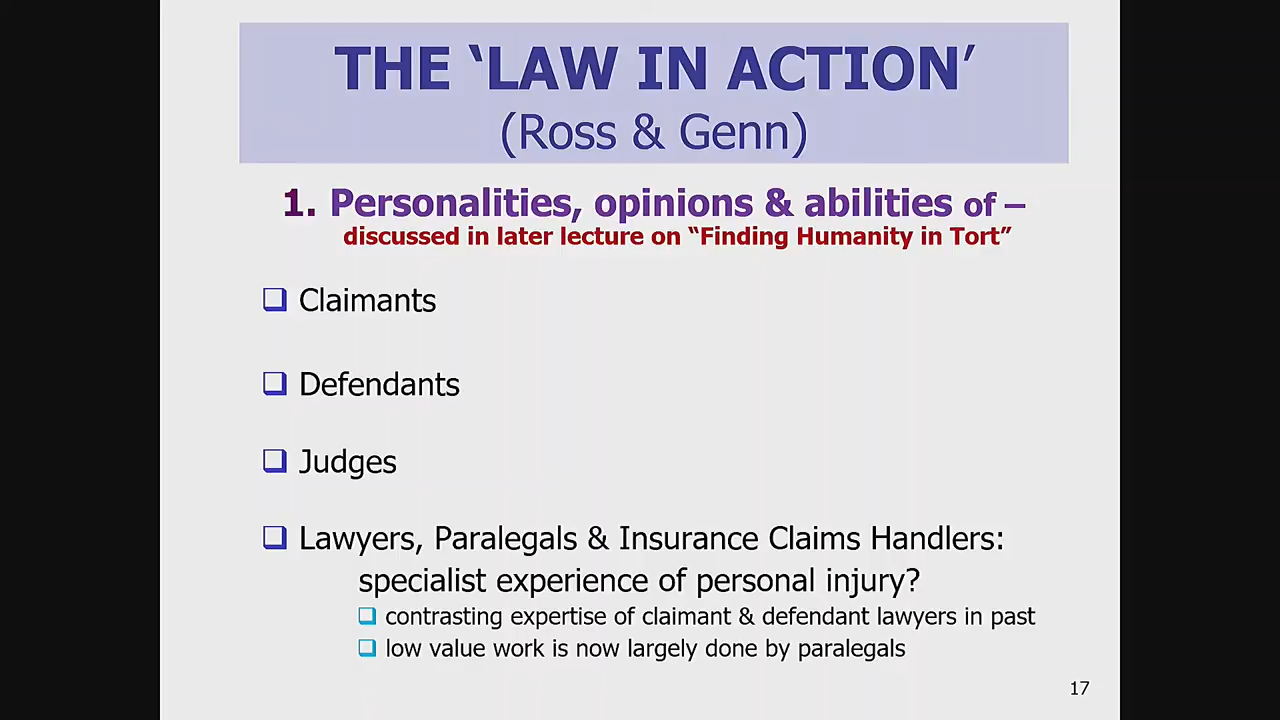 THE ‘LAW IN ACTION’
(Ross & Genn)
1. Personalities, opinions & abilities of –
discussed in later lecture on “Finding Humanity in Tort”
❑ Claimants
❑ Defendants
❑ Judges
❑ Lawyers, Paralegals & Insurance Claims Handlers:
specialist experience of personal injury?
❑ contrasting expertise of claimant & defendant lawyers in past
❑ low value work is now largely done by paralegals
17